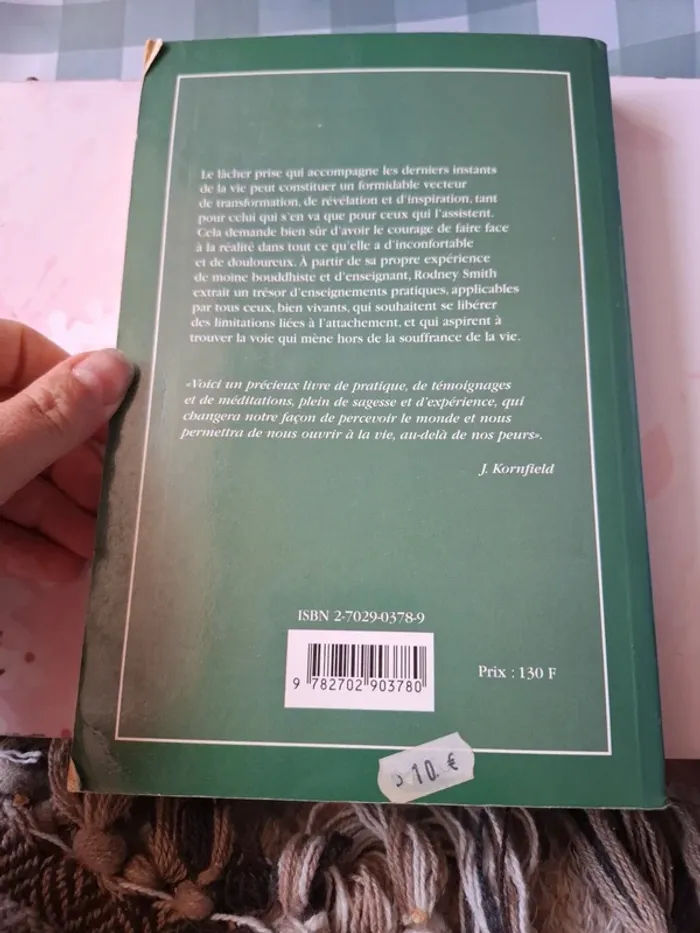 Le lâcher prise qui accompagne les derniers instants
de la vie peut constituer un formidable vecteur
de transformation, de révélation et d'inspiration, tant
pour celui qui s'en va que pour ceux qui l'assistent.
Cela demande bien sûr d'avoir le courage de faire face
à la réalité dans tout ce qu'elle a d'inconfortable
et de douloureux. À partir de sa propre expérience
de moine bouddhiste et d'enseignant, Rodney Smith
extrait un trésor d'enseignements pratiques, applicables
par tous ceux, bien vivants, qui souhaitent se libérer
des limitations liées à l'attachement, et qui aspirent à
trouver la voie qui mène hors de la souffrance de la vie.
«Voici un précieux livre de pratique, de témoignages
et de méditations, plein de sagesse et d'expérience, qui
changera notre façon de percevoir le monde et nous
permettra de nous ouvrir à la vie, au-delà de nos peurs».
J. Kornfield
ISBN 2-7029-0378-9
9 782702 903780
Prix : 130 F
10 €